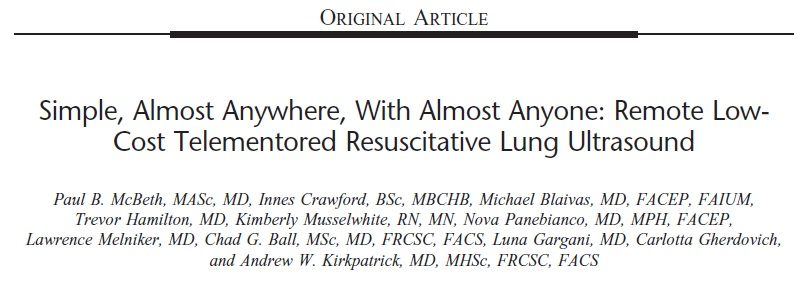 ORIGINAL ARTICLE
Simple, Almost Anywhere, With Almost Anyone: Remote Low-
Cost Telementored Resuscitative Lung Ultrasound
Paul B. McBeth, MASc, MD, Innes Crawford, BSc, MBCHB, Michael Blaivas, MD, FACEP, FAIUM,
Trevor Hamilton, MD, Kimberly Musselwhite, RN, MN, Nova Panebianco, MD, MPH, FACEP,
Lawrence Melniker, MD, Chad G. Ball, MSc, MD, FRCSC, FACS, Luna Gargani, MD, Carlotta Gherdovich,
and Andrew W. Kirkpatrick, MD, MHSc, FRCSC, FACS